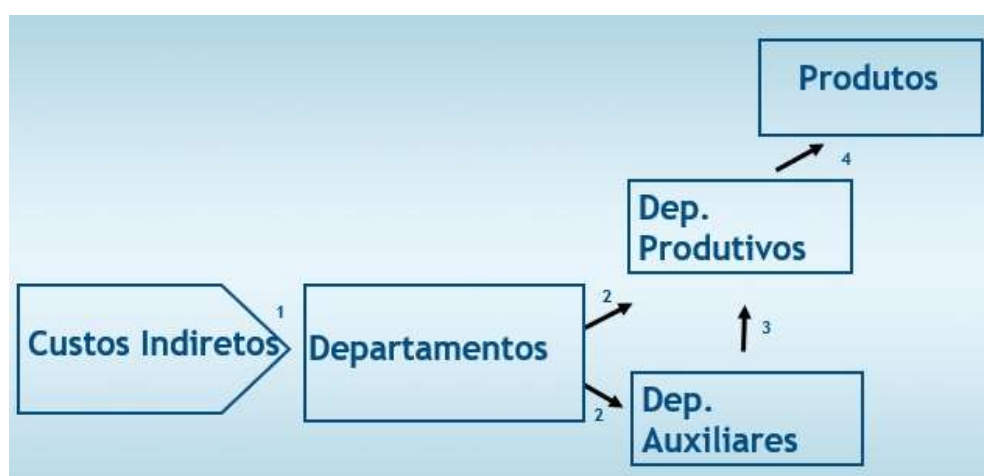 Produtos
4
Dep.
Produtivos
1
2
3
Custos Indiretos
Departamentos
2
Dep.
Auxiliares